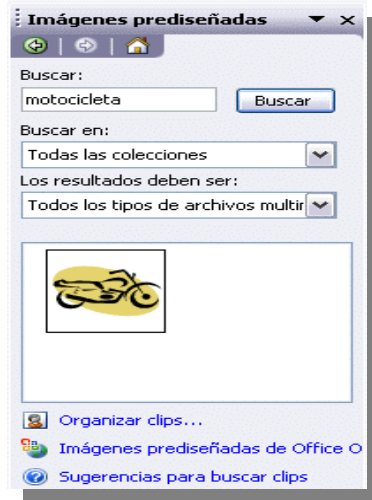 Imágenes prediseñadas
Buscar:
motocicleta
Buscar
Buscar en:
Todas las colecciones
Los resultados deben ser:
Todos los tipos de archivos multir
Organizar clips...
Imágenes prediseñadas de Office O
Sugerencias para buscar clips